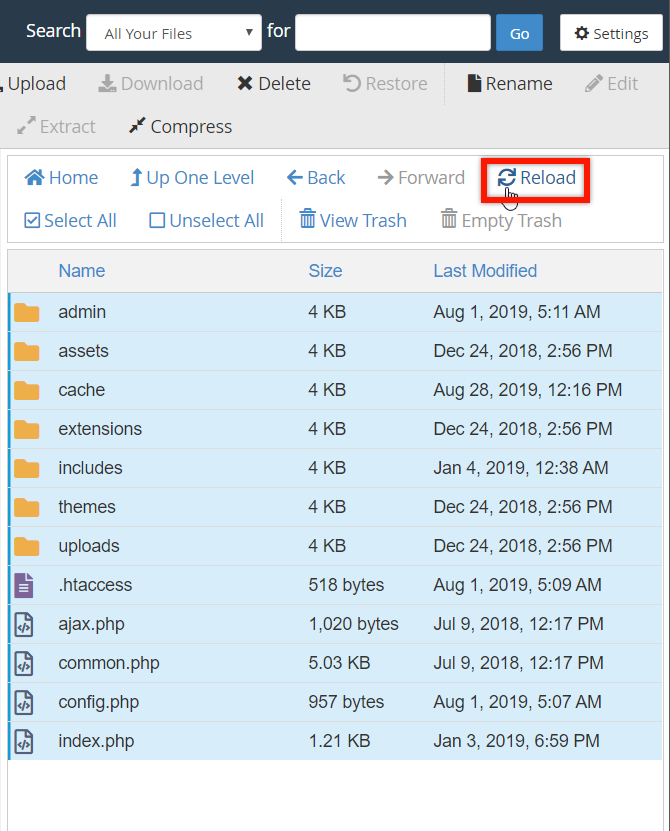 Search All Your Files for Go Settings
Upload Download Delete Restore Rename Edit
Extract Compress
Home Up One Level Back Forward Reload
Select All Unselect All View Trash Empty Trash
Name Size Last Modified
admin 4 KB Aug 1, 2019, 5:11 AM
assets 4 KB Dec 24, 2018, 2:56 PM
cache 4 KB Aug 28, 2019, 12:16 PM
extensions 4 KB Dec 24, 2018, 2:56 PM
includes 4 KB Jan 4, 2019, 12:38 AM
themes 4 KB Dec 24, 2018, 2:56 PM
uploads 4 KB Dec 24, 2018, 2:56 PM
.htaccess 518 bytes Aug 1, 2019, 5:09 AM
ajax.php 1,020 bytes Jul 9, 2018, 12:17 PM
common.php 5.03 KB Jul 9, 2018, 12:17 PM
config.php 957 bytes Aug 1, 2019, 5:07 AM
index.php 1.21 KB Jan 3, 2019, 6:59 PM